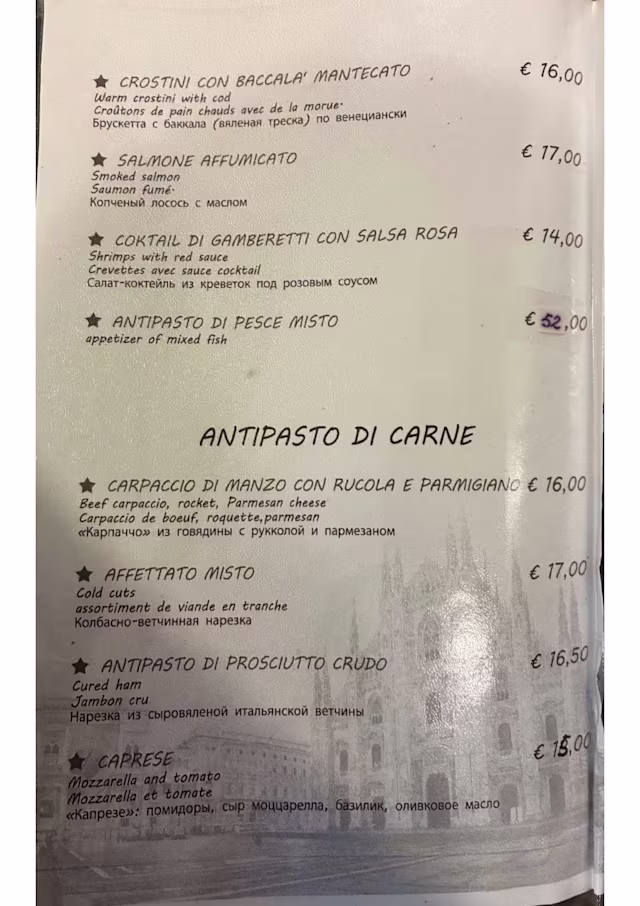 ★ CROSTINI CON BACCALA' MANTECATO € 16,00
Warm crostini with cod
Croûtons de pain chauds avec de la morue·
Брускетта с баккала (вяленая треска) по венециански
★ SALMONE AFFUMICATO € 17,00
Smoked salmon
Saumon fumé·
Копченый лосось с маслом
★ COKTAIL DI GAMBERETTI CON SALSA ROSA € 14,00
Shrimps with red sauce
Crevettes avec sauce cocktail
Салат-коктейль из креветок под розовым соусом
★ ANTIPASTO DI PESCE MISTO € 52,00
appetizer of mixed fish
ANTIPASTO DI CARNE
★ CARPACCIO DI MANZO CON RUCOLA E PARMIGIANO € 16,00
Beef carpaccio, rocket, Parmesan cheese
Carpaccio de boeuf, roquette,parmesan
«Карпаччо» из говядины с рукколой и пармезаном
★ AFFETTATO MISTO € 17,00
Cold cuts
assortiment de viande en tranche
Колбасно-ветчинная нарезка
★ ANTIPASTO DI PROSCIUTTO CRUDO € 16,50
Cured ham
Jambon cru
Нарезка из сыровяленой итальянской ветчины
★ CAPRESE € 15,00
Mozzarella and tomato
Mozzarella et tomate
«Капрезе»: помидоры, сыр моццарелла, базилик, оливковое масло